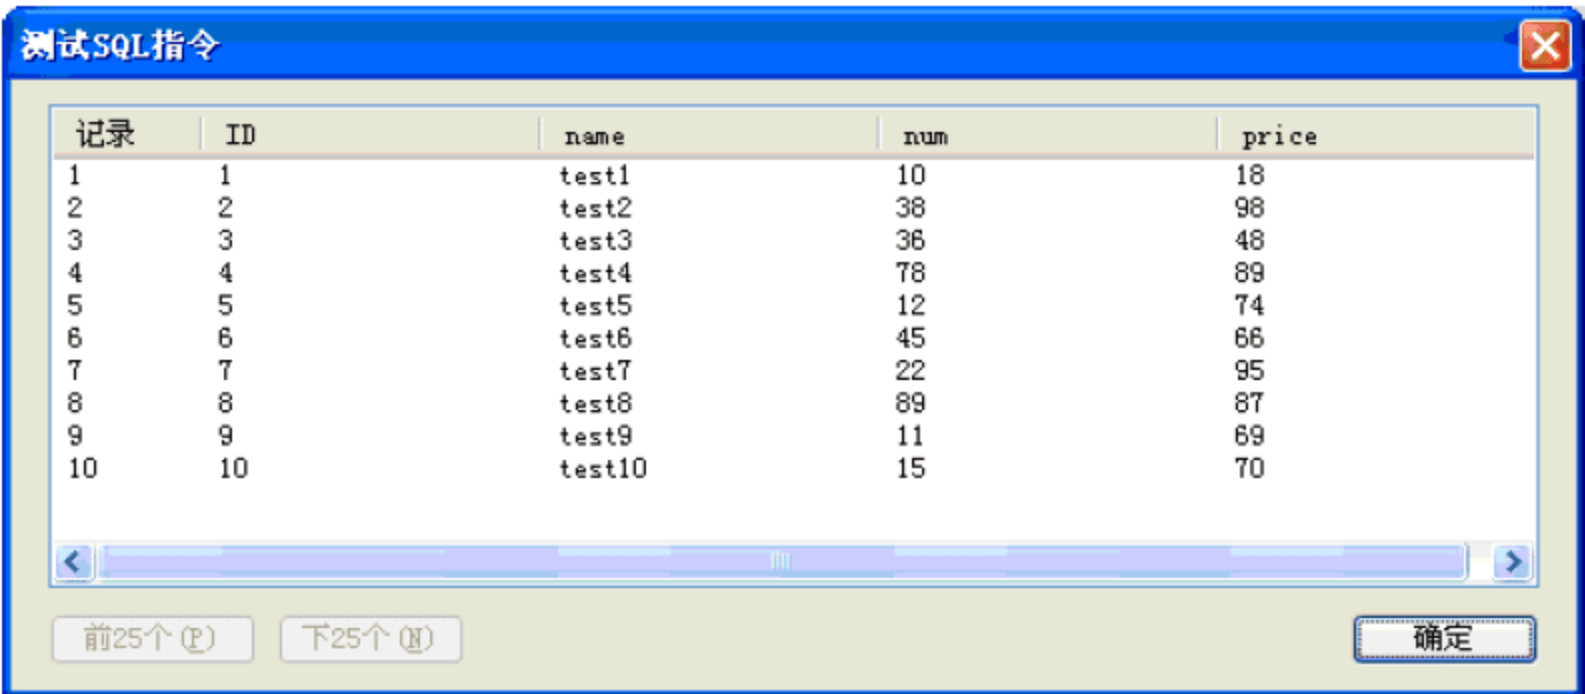 测试SQL指令
记录 ID name num price
1 1 test1 10 18
2 2 test2 38 98
3 3 test3 36 48
4 4 test4 78 89
5 5 test5 12 74
6 6 test6 45 66
7 7 test7 22 95
8 8 test8 89 87
9 9 test9 11 69
10 10 test10 15 70
前25个(P) 下25个(N) 确定